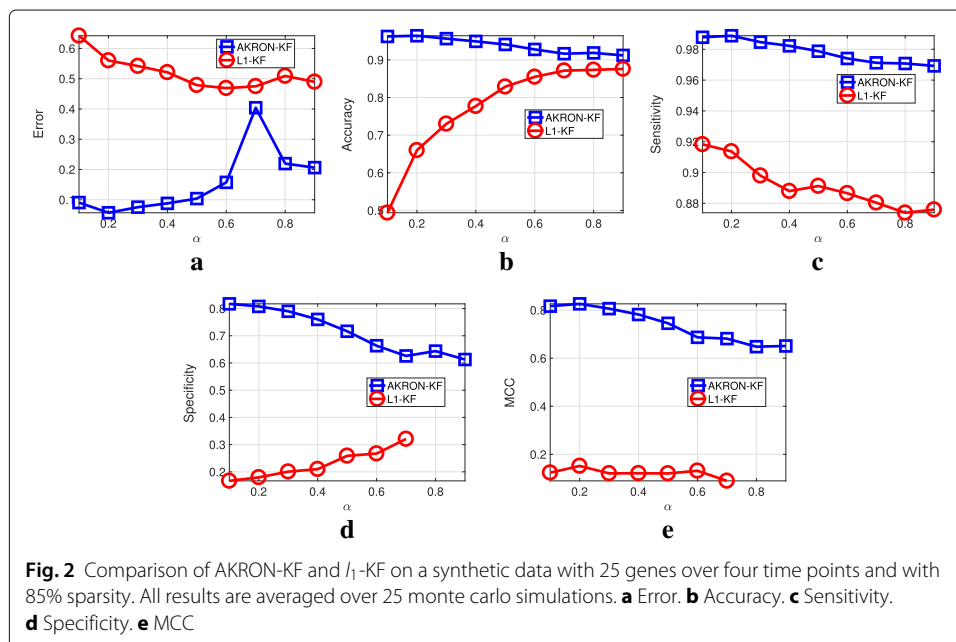 0.6
0.5
0.4
0.3
0.2
0.1
Error
AKRON-KF
L1-KF
0.2 0.4 0.6 0.8
α
a
0.9
0.8
0.7
0.6
0.5
Accuracy
AKRON-KF
L1-KF
0.2 0.4 0.6 0.8
α
b
0.98
0.96
0.94
0.92
0.9
0.88
Sensitivity
AKRON-KF
L1-KF
0.2 0.4 0.6 0.8
α
c
0.8
0.7
0.6
0.5
0.4
0.3
0.2
Specificity
AKRON-KF
L1-KF
0.2 0.4 0.6 0.8
α
d
0.8
0.6
0.4
0.2
MCC
AKRON-KF
L1-KF
0.2 0.4 0.6 0.8
α
e
Fig. 2 Comparison of AKRON-KF and l₁-KF on a synthetic data with 25 genes over four time points and with
85% sparsity. All results are averaged over 25 monte carlo simulations. a Error. b Accuracy. c Sensitivity.
d Specificity. e MCC